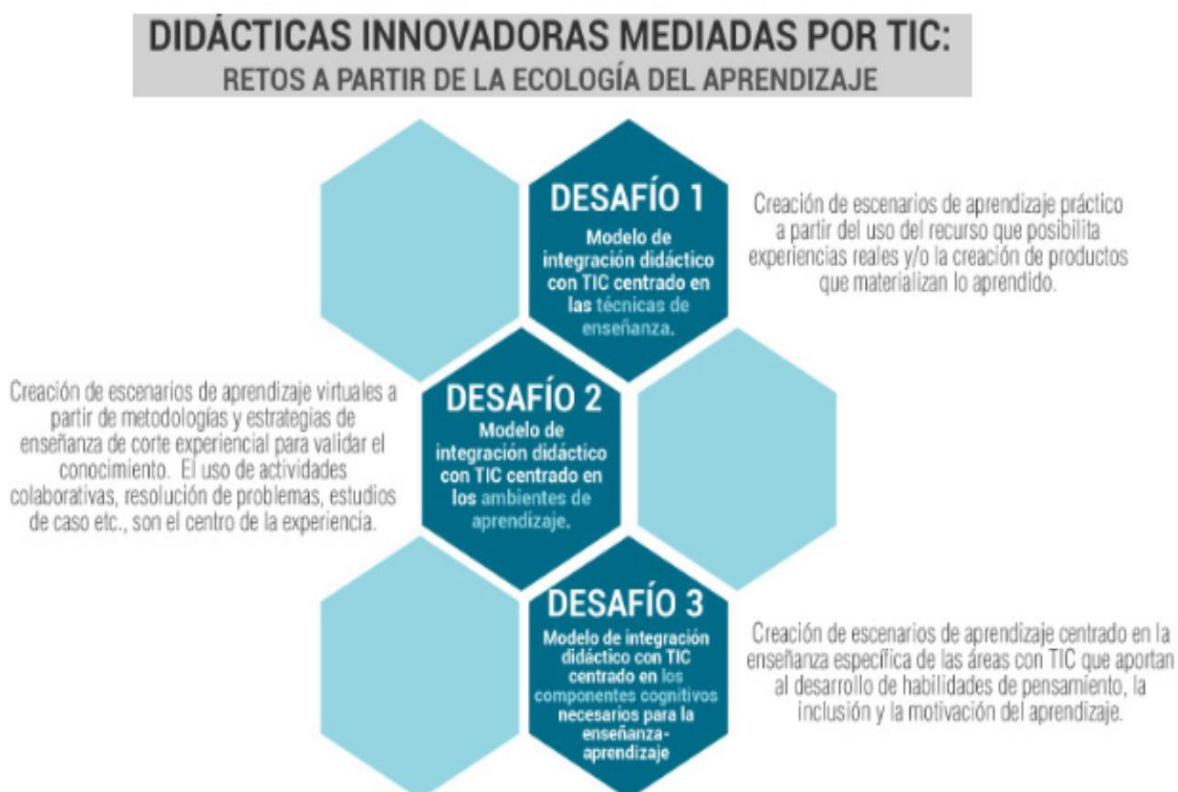 DIDÁCTICAS INNOVADORAS MEDIADAS POR TIC:
RETOS A PARTIR DE LA ECOLOGÍA DEL APRENDIZAJE
DESAFÍO 1
Modelo de
integración didáctico
con TIC centrado en
las técnicas de
enseñanza.
Creación de escenarios de aprendizaje práctico
a partir del uso del recurso que posibilita
experiencias reales y/o la creación de productos
que materializan lo aprendido.
Creación de escenarios de aprendizaje virtuales a
partir de metodologías y estrategias de
enseñanza de corte experiencial para validar el
conocimiento. El uso de actividades
colaborativas, resolución de problemas, estudios
de caso etc., son el centro de la experiencia.
DESAFÍO 2
Modelo de
integración didáctico
con TIC centrado en
los ambientes de
aprendizaje.
DESAFÍO 3
Modelo de integración
didáctico con TIC
centrado en los
componentes cognitivos
necesarios para la
enseñanza-
aprendizaje
Creación de escenarios de aprendizaje centrado en la
enseñanza específica de las áreas con TIC que aportan
al desarrollo de habilidades de pensamiento, la
inclusión y la motivación del aprendizaje.